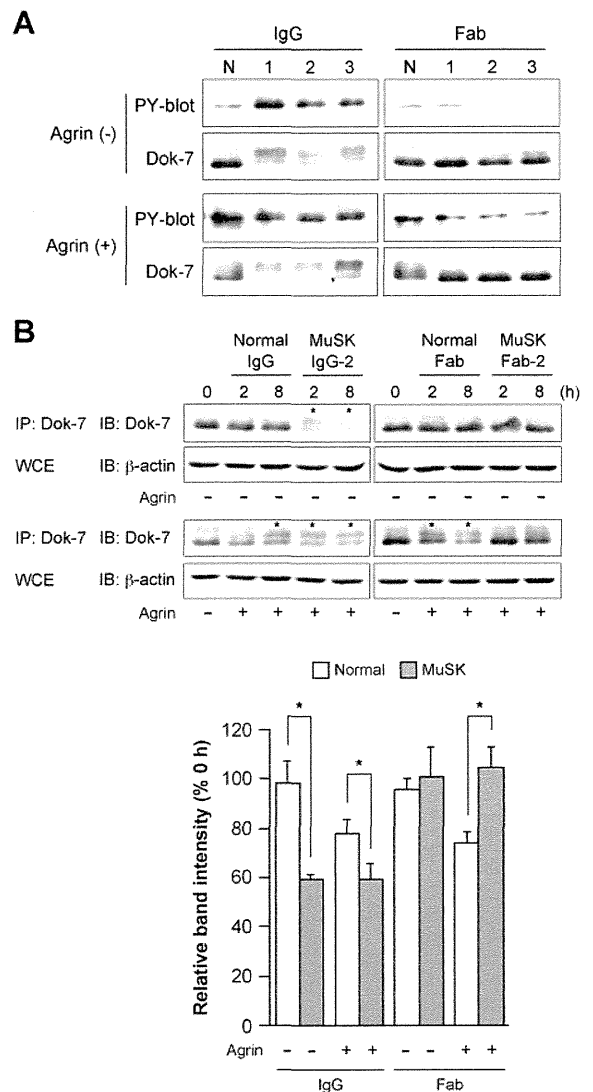 A
IgG Fab
N 1 2 3 N 1 2 3
Agrin (-) PY-blot
Dok-7
Agrin (+) PY-blot
Dok-7
B
Normal MuSK Normal MuSK
IgG IgG-2 Fab Fab-2
0 2 8 2 8 0 2 8 2 8 (h)
* *
IP: Dok-7 IB: Dok-7
WCE IB: β-actin
Agrin - - - - - - - - - -
* * * * *
IP: Dok-7 IB: Dok-7
WCE IB: β-actin
Agrin - + + + + - + + + +
Normal MuSK
Relative band intensity (% 0 h)
120
100
80
60
40
20
0
* * *
Agrin - - + + - - + +
IgG Fab